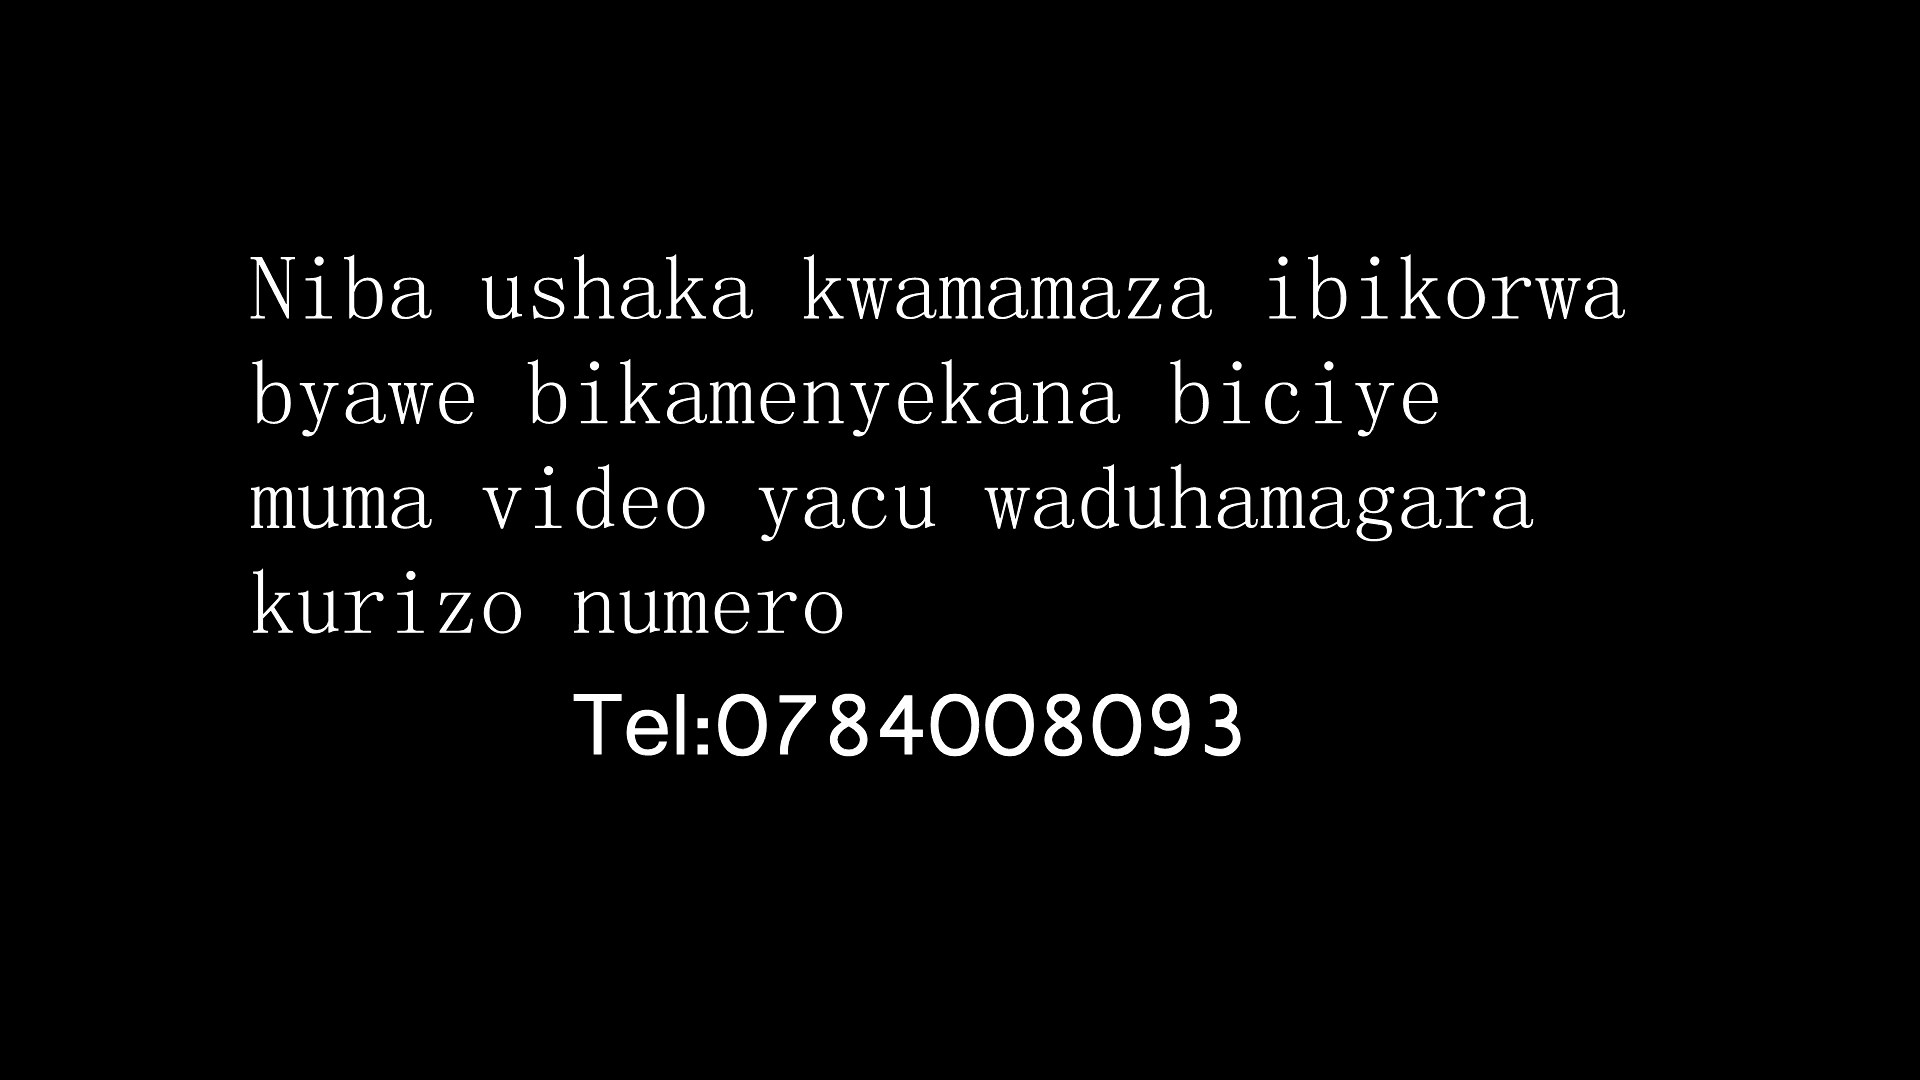 Niba ushaka kwamamaza ibikorwa
byawe bikamenyekana biciye
muma video yacu waduhamagara
kurizo numero
Tel:0784008093